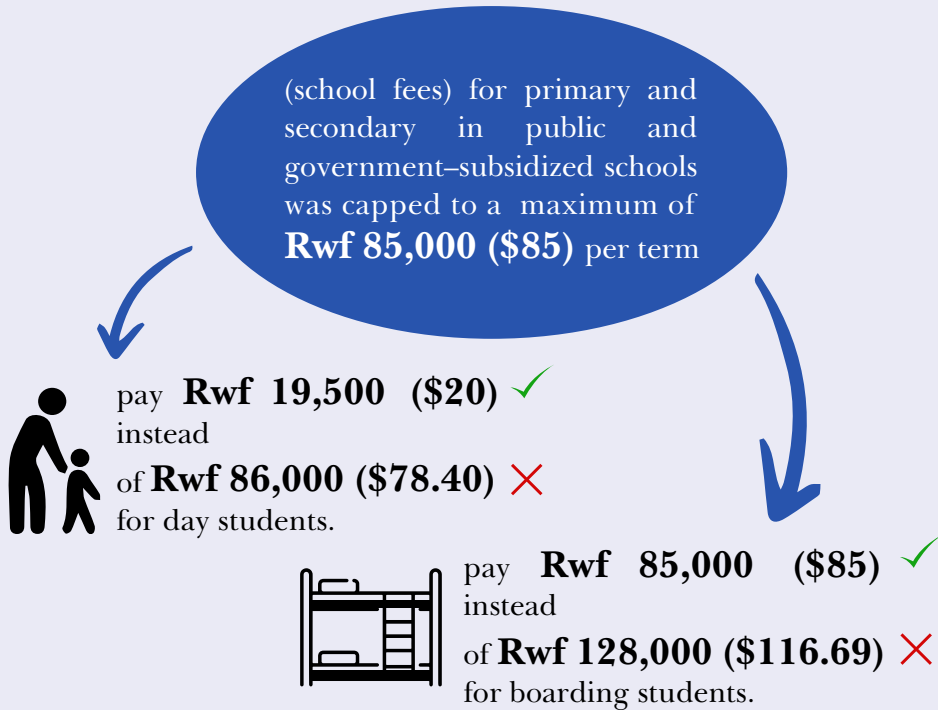 (school fees) for primary and
secondary in public and
government–subsidized schools
was capped to a maximum of
Rwf 85,000 ($85) per term
pay Rwf 19,500 ($20)
instead
of Rwf 86,000 ($78.40)
for day students.
pay Rwf 85,000 ($85)
instead
of Rwf 128,000 ($116.69)
for boarding students.